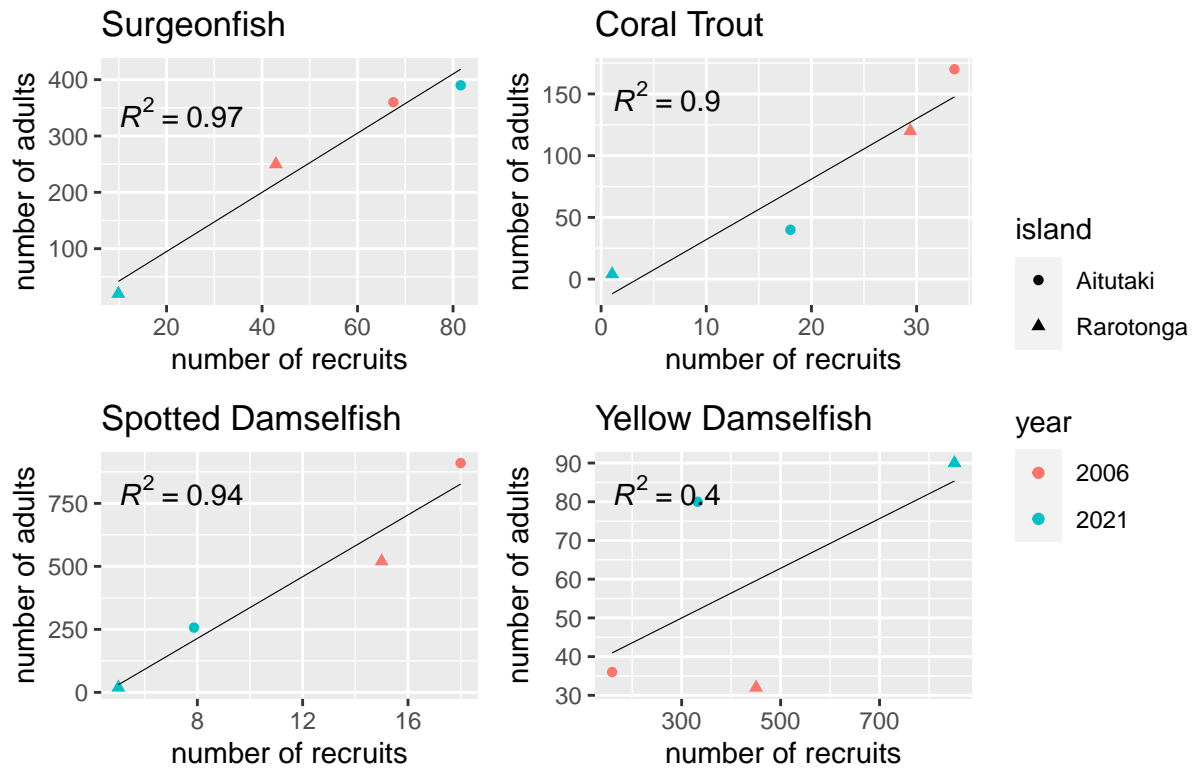 Surgeonfish
number of adults
400
300
200
100
R² = 0.97
20 40 60 80
number of recruits
Coral Trout
number of adults
150
100
50
0
R² = 0.9
0 10 20 30
number of recruits
Spotted Damselfish
number of adults
750
500
250
0
R² = 0.94
8 16
number of recruits
Yellow Damselfish
number of adults
90
80
70
60
50
40
30
R² = 0.4
300 500 700
number of recruits
island
Aitutaki
Rarotonga
year
2006
2021